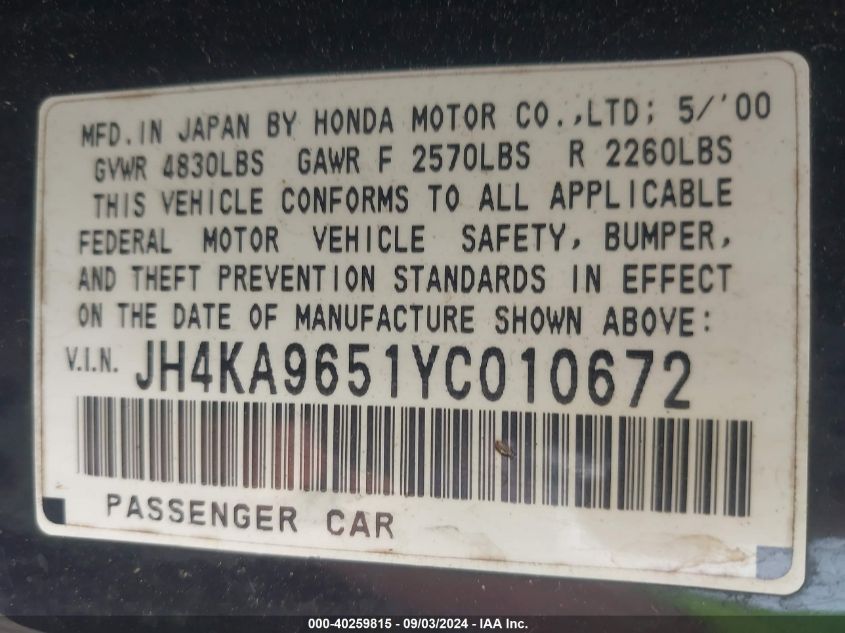 MFD. IN JAPAN BY HONDA MOTOR CO.,LTD; 5/'00
GVWR 4830LBS GAWR F 2570LBS R 2260LBS
THIS VEHICLE CONFORMS TO ALL APPLICABLE
FEDERAL MOTOR VEHICLE SAFETY, BUMPER,
AND THEFT PREVENTION STANDARDS IN EFFECT
ON THE DATE OF MANUFACTURE SHOWN ABOVE:
V.I.N. JH4KA9651YC010672
PASSENGER CAR
000-40259815 - 09/03/2024 - IAA Inc.